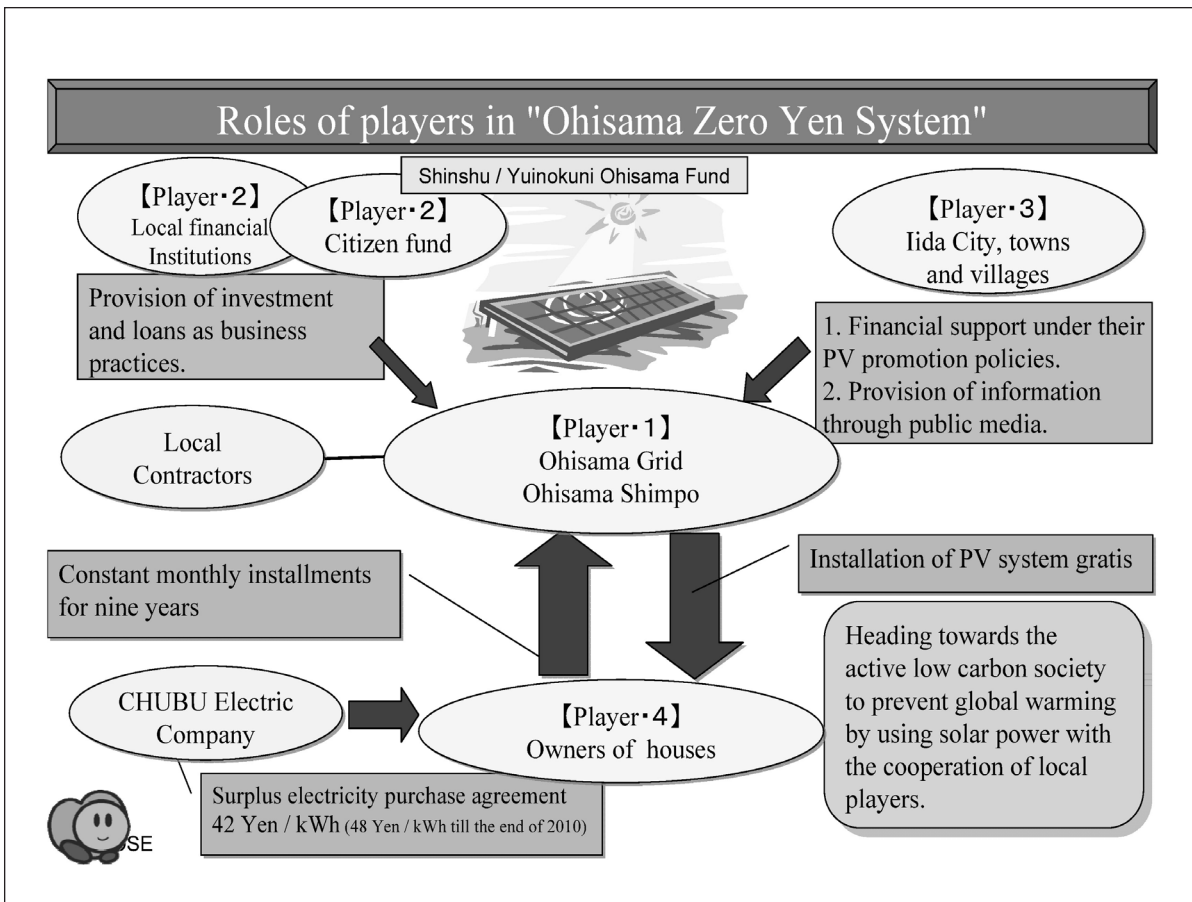 Roles of players in "Ohisama Zero Yen System"
Shinshu / Yuinokuni Ohisama Fund
【Player・2】
Local financial
Institutions
【Player・2】
Citizen fund
【Player・3】
Iida City, towns
and villages
Provision of investment
and loans as business
practices.
1. Financial support under their
PV promotion policies.
2. Provision of information
through public media.
Local
Contractors
【Player・1】
Ohisama Grid
Ohisama Shimpo
Constant monthly installments
for nine years
Installation of PV system gratis
CHUBU Electric
Company
【Player・4】
Owners of houses
Heading towards the
active low carbon society
to prevent global warming
by using solar power with
the cooperation of local
players.
Surplus electricity purchase agreement
42 Yen / kWh (48 Yen / kWh till the end of 2010)